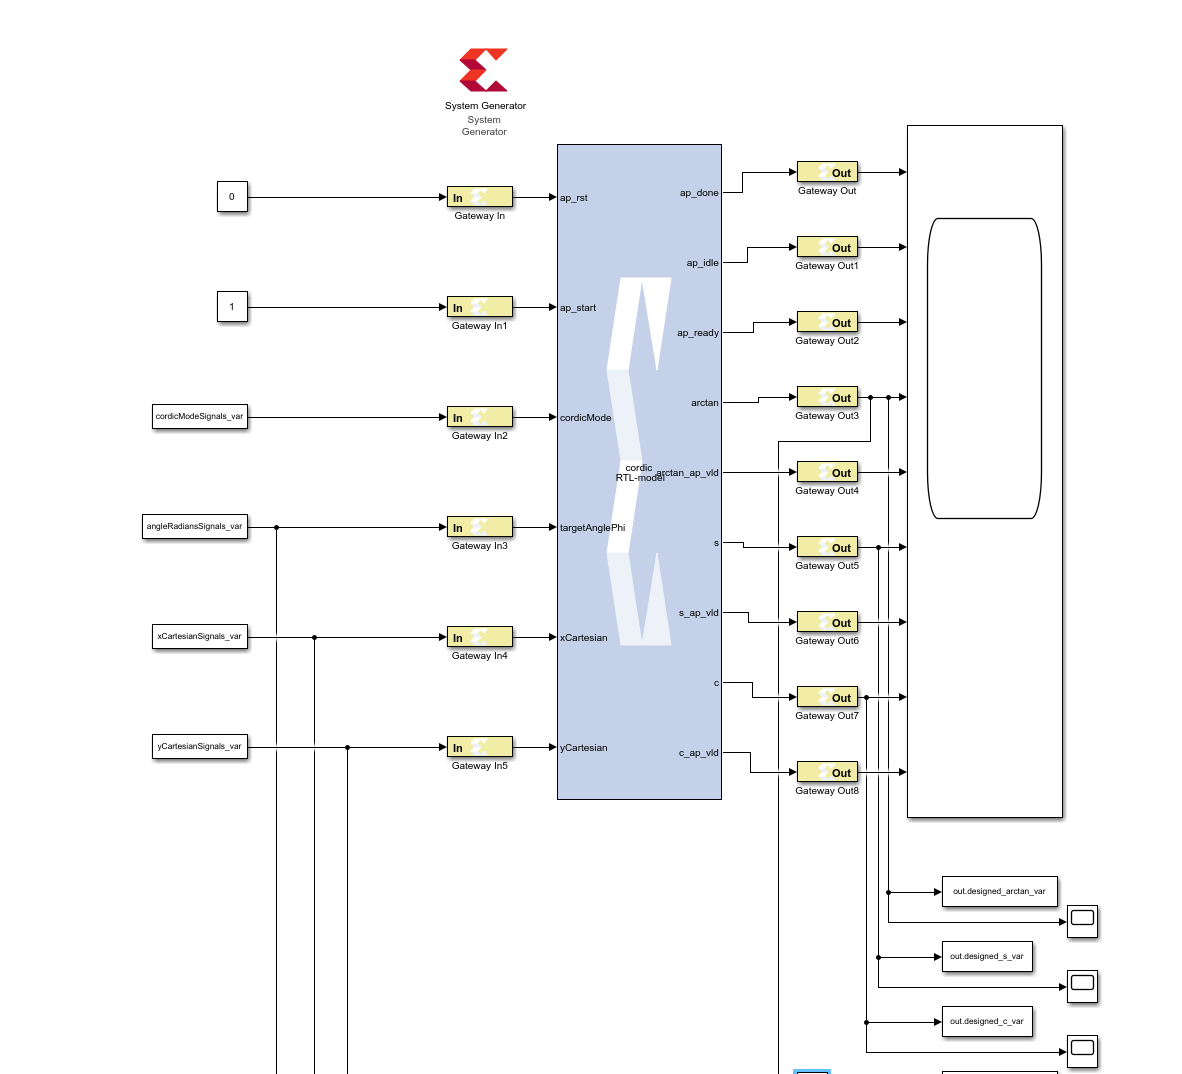 System Generator
System
Generator
0
In
Gateway In
1
In
Gateway In1
cordicModeSignals_var
In
Gateway In2
angleRadiansSignals_var
In
Gateway In3
xCartesianSignals_var
In
Gateway In4
yCartesianSignals_var
In
Gateway In5
ap_rst
ap_start
cordicMode
targetAnglePhi
xCartesian
yCartesian
cordic
RTL-model
ap_done
ap_idle
ap_ready
arctan
arctan_ap_vld
s
s_ap_vld
c
c_ap_vld
Out
Gateway Out
Out
Gateway Out1
Out
Gateway Out2
Out
Gateway Out3
Out
Gateway Out4
Out
Gateway Out5
Out
Gateway Out6
Out
Gateway Out7
Out
Gateway Out8
out.designed_arctan_var
out.designed_s_var
out.designed_c_var